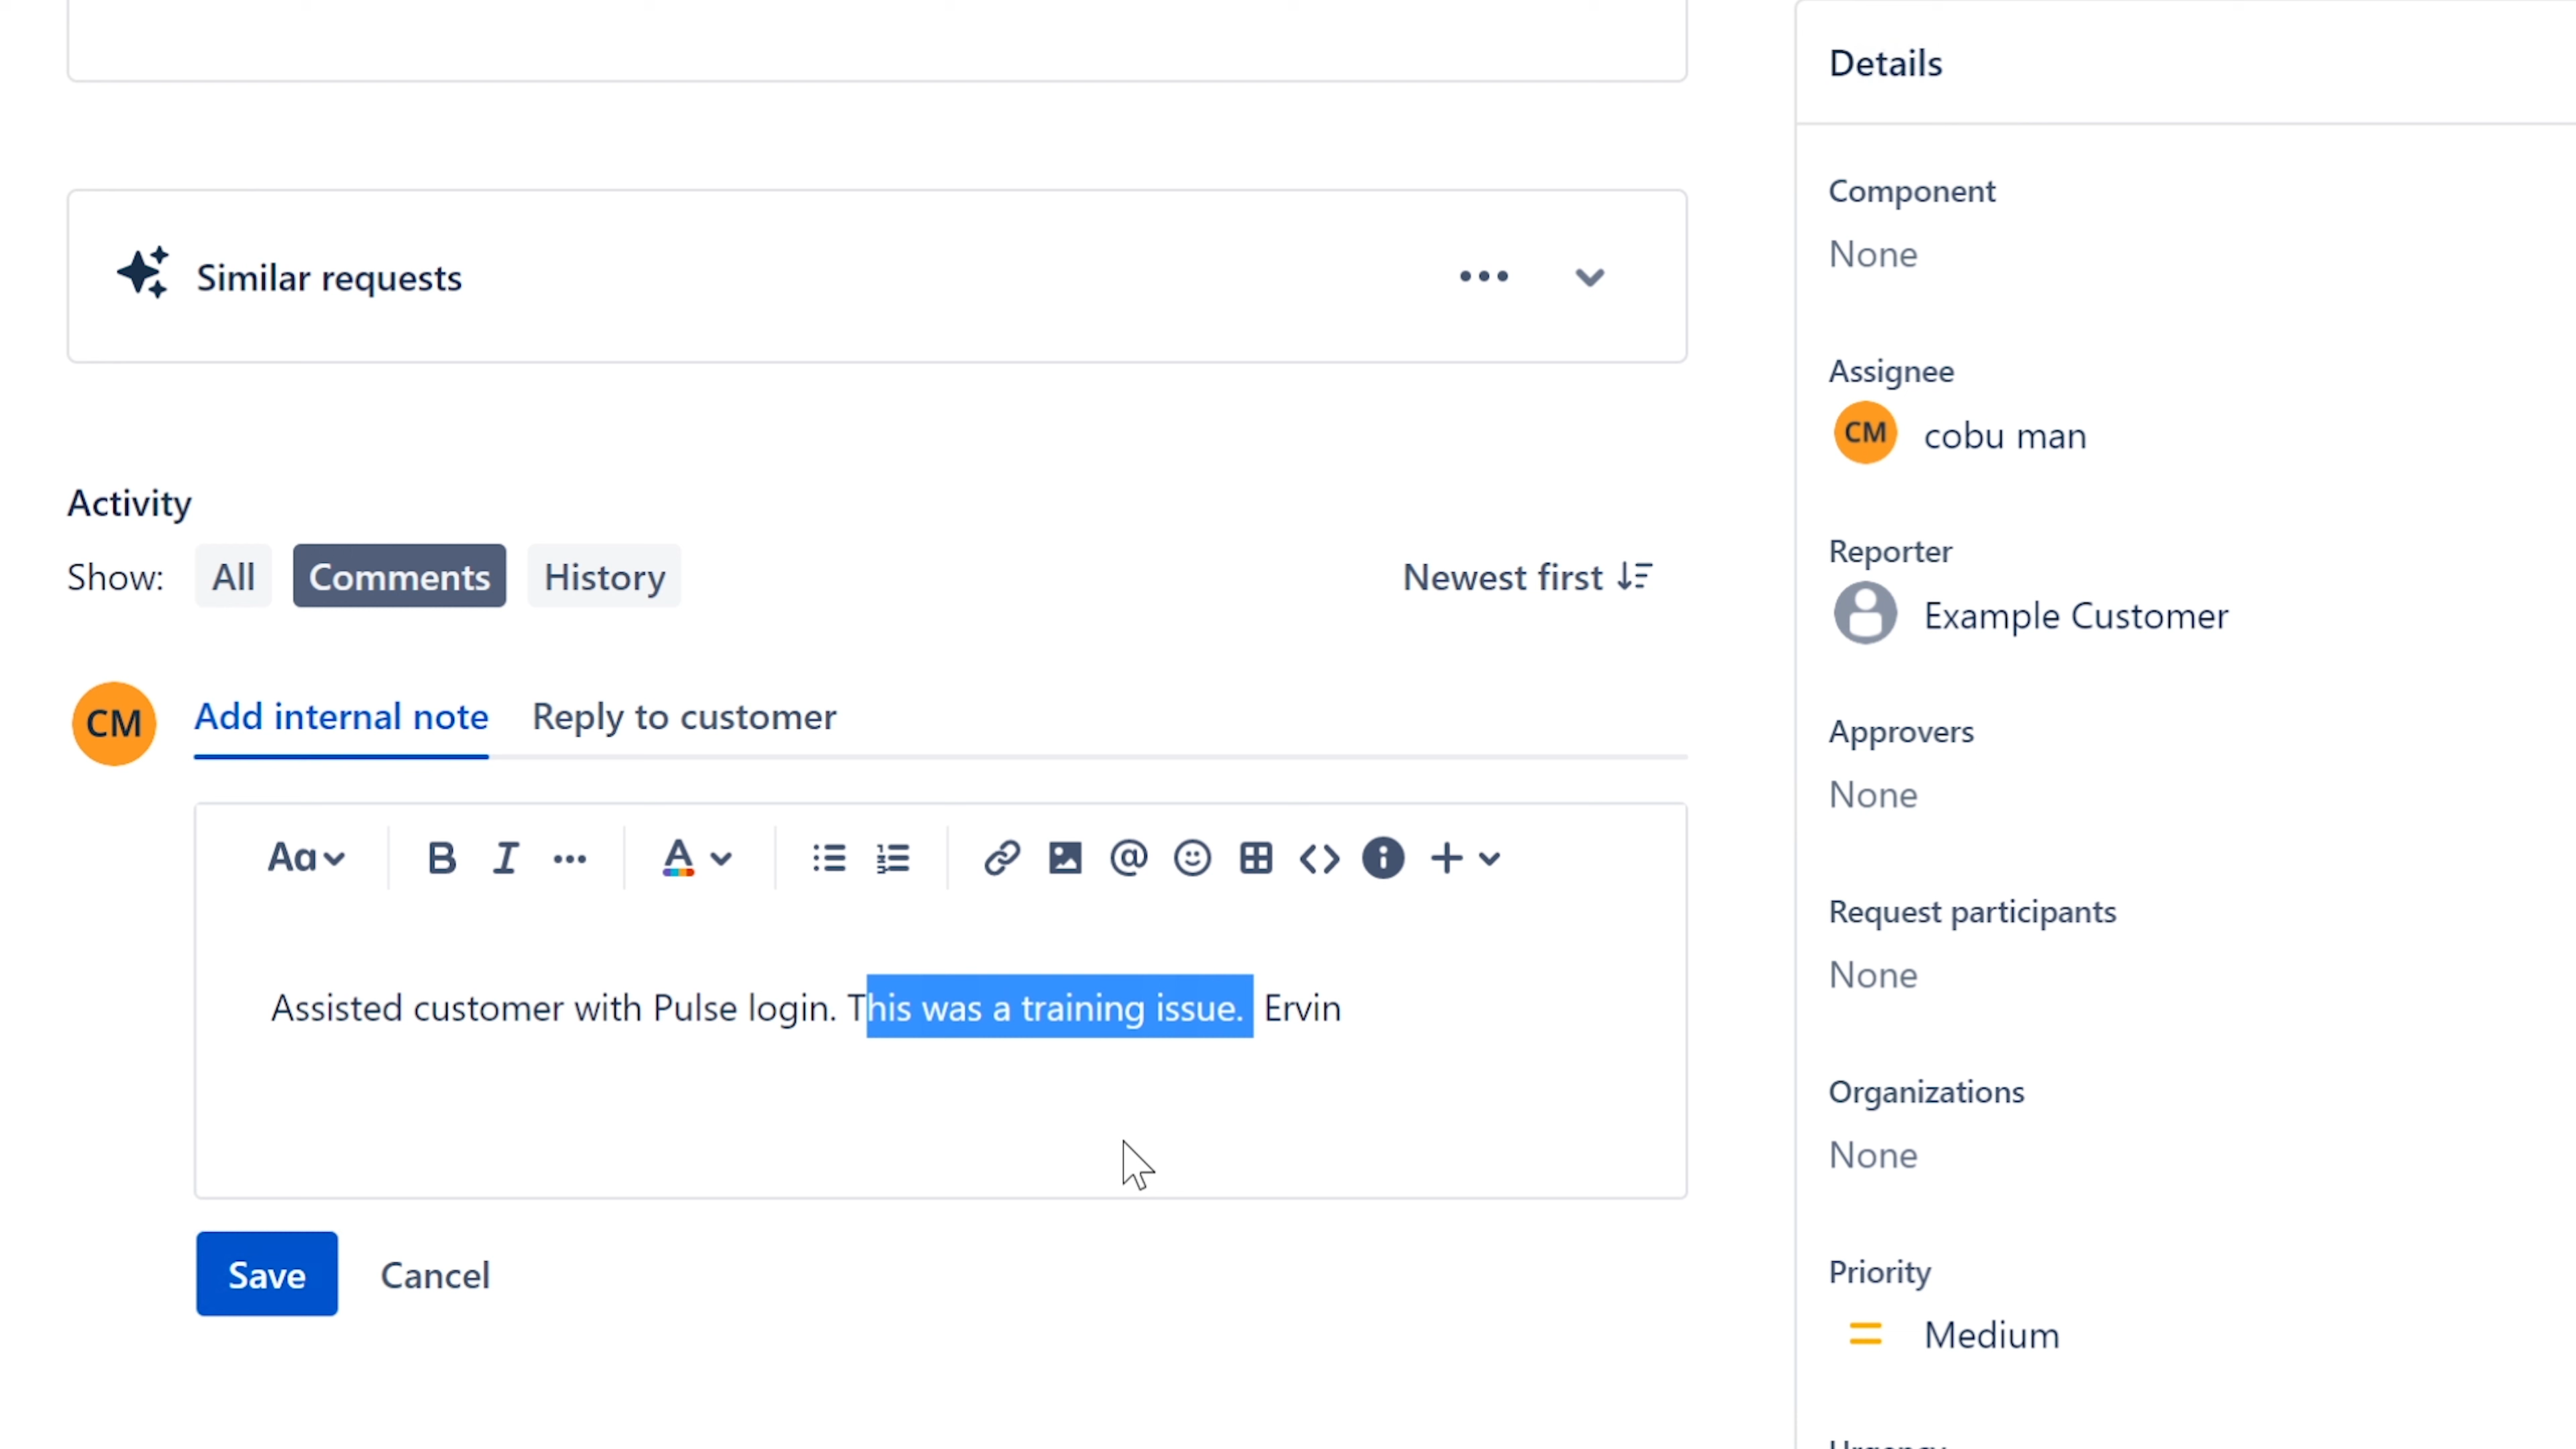 Details
Component
None
Similar requests
Assignee
CM cobu man
Activity
Show: All Comments History Newest first
Reporter
Example Customer
CM Add internal note Reply to customer
Approvers
None
Aa B I A @
Request participants
None
Assisted customer with Pulse login. This was a training issue. Ervin
Organizations
None
Save Cancel
Priority
Medium